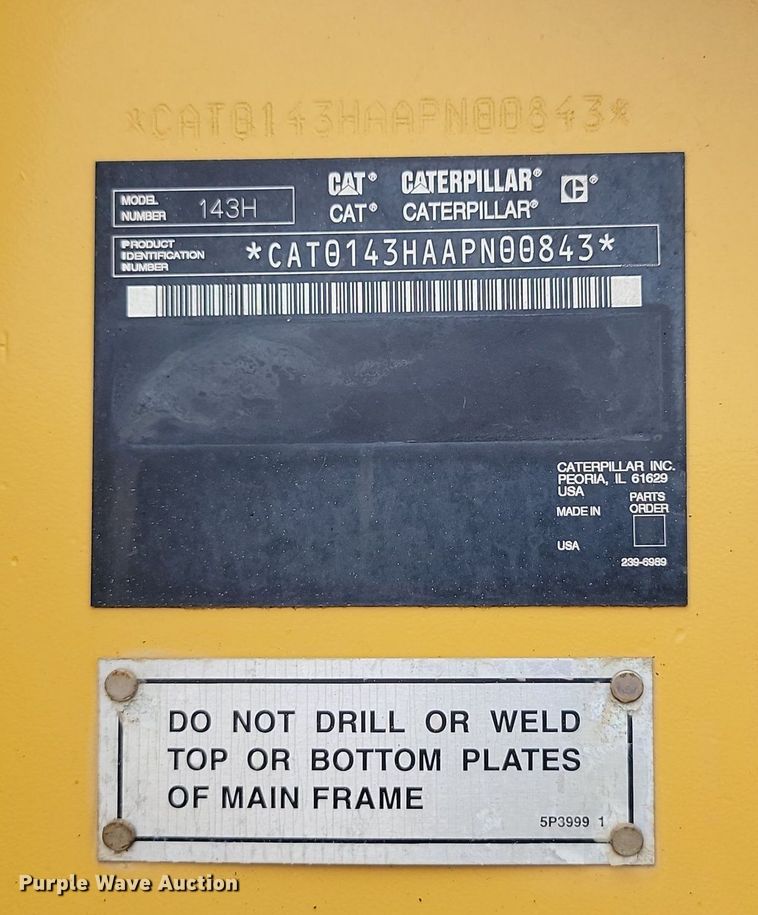 *CAT0143HAAPN00843*
CAT® CATERPILLAR®
MODEL NUMBER 143H
CAT® CATERPILLAR®
PRODUCT IDENTIFICATION NUMBER *CAT0143HAAPN00843*
CATERPILLAR INC.
PEORIA, IL 61629
USA
PARTS ORDER
MADE IN
USA
239-6989
DO NOT DRILL OR WELD
TOP OR BOTTOM PLATES
OF MAIN FRAME
5P3999 1
Purple Wave Auction